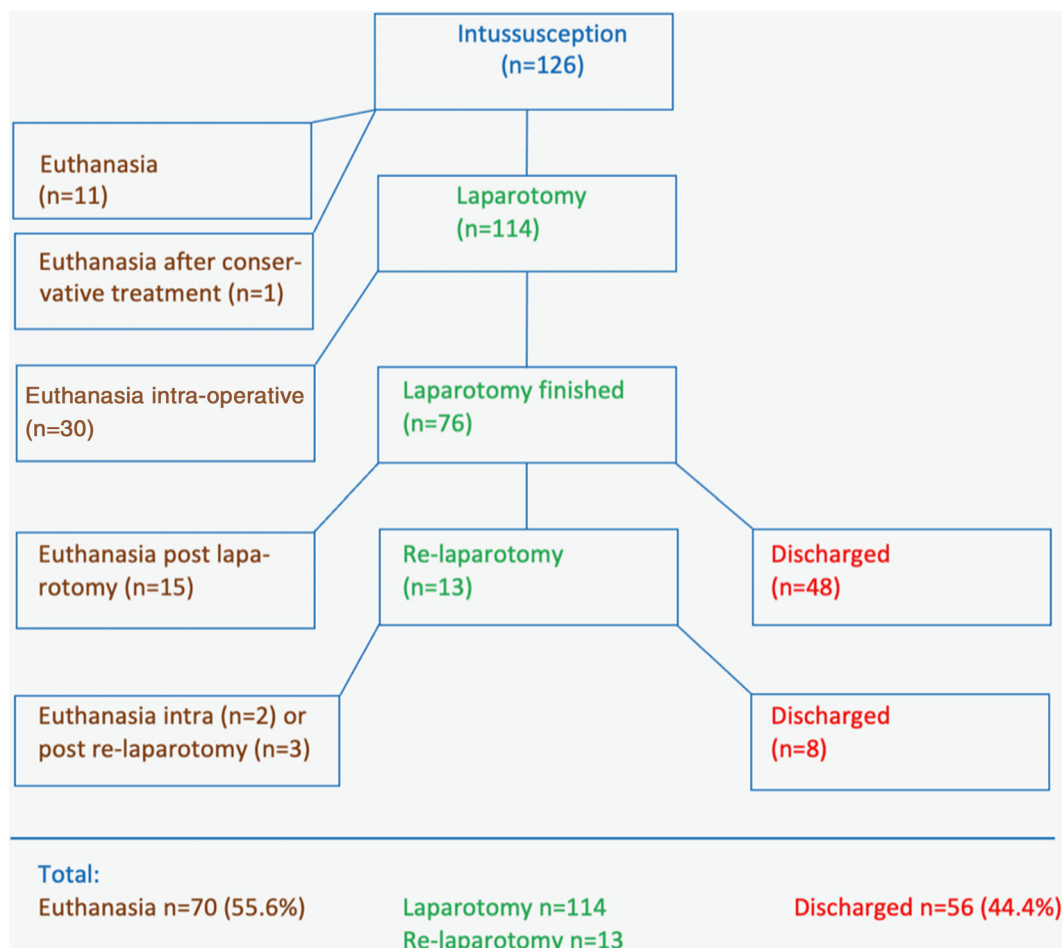 Intussusception
(n=126)
Euthanasia
(n=11)
Laparotomy
(n=114)
Euthanasia after conser-
vative treatment (n=1)
Euthanasia intra-operative
(n=30)
Laparotomy finished
(n=76)
Euthanasia post lapa-
rotomy (n=15)
Re-laparotomy
(n=13)
Discharged
(n=48)
Euthanasia intra (n=2) or
post re-laparotomy (n=3)
Discharged
(n=8)
Total:
Euthanasia n=70 (55.6%)
Laparotomy n=114
Discharged n=56 (44.4%)
Re-laparotomy n=13